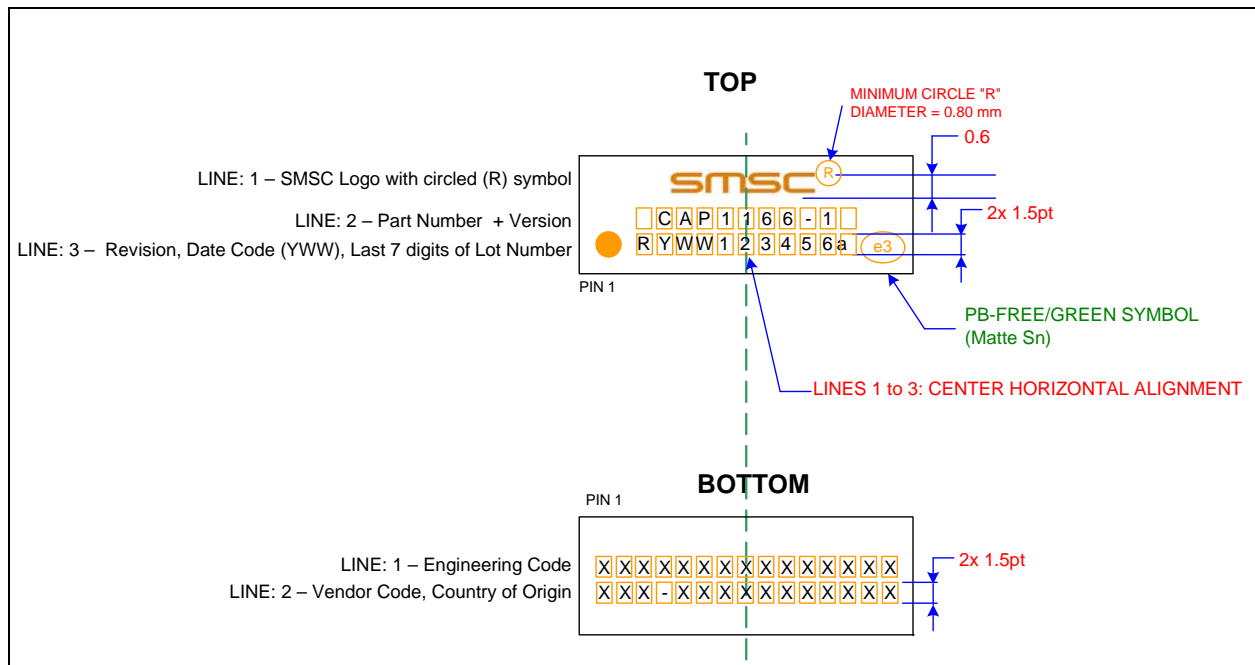 TOP
MINIMUM CIRCLE "R"
DIAMETER = 0.80 mm
0.6
LINE: 1 – SMSC Logo with circled (R) symbol
smsc R
LINE: 2 – Part Number + Version
CAP1166-1
2x 1.5pt
LINE: 3 – Revision, Date Code (YWW), Last 7 digits of Lot Number
RYWW123456a
e3
PIN 1
PB-FREE/GREEN SYMBOL
(Matte Sn)
LINES 1 to 3: CENTER HORIZONTAL ALIGNMENT
BOTTOM
PIN 1
LINE: 1 – Engineering Code
XXXXXXXXXXXXXXX
2x 1.5pt
LINE: 2 – Vendor Code, Country of Origin
XXX-XXXXXXXXXXX